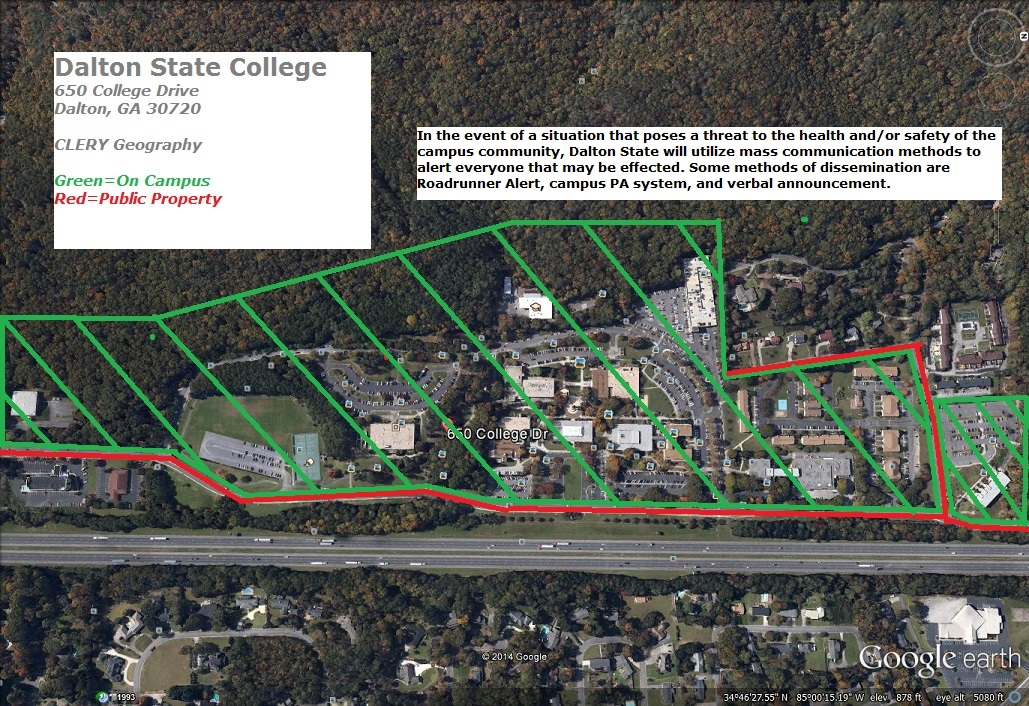 Dalton State College
650 College Drive
Dalton, GA 30720
CLERY Geography
Green=On Campus
Red=Public Property
In the event of a situation that poses a threat to the health and/or safety of the
campus community, Dalton State will utilize mass communication methods to
alert everyone that may be effected. Some methods of dissemination are
Roadrunner Alert, campus PA system, and verbal announcement.
N
650 College Dr
© 2014 Google
Google earth
1993
34°46'27.55" N 85°00'15.19" W elev 878 ft eye alt 5080 ft